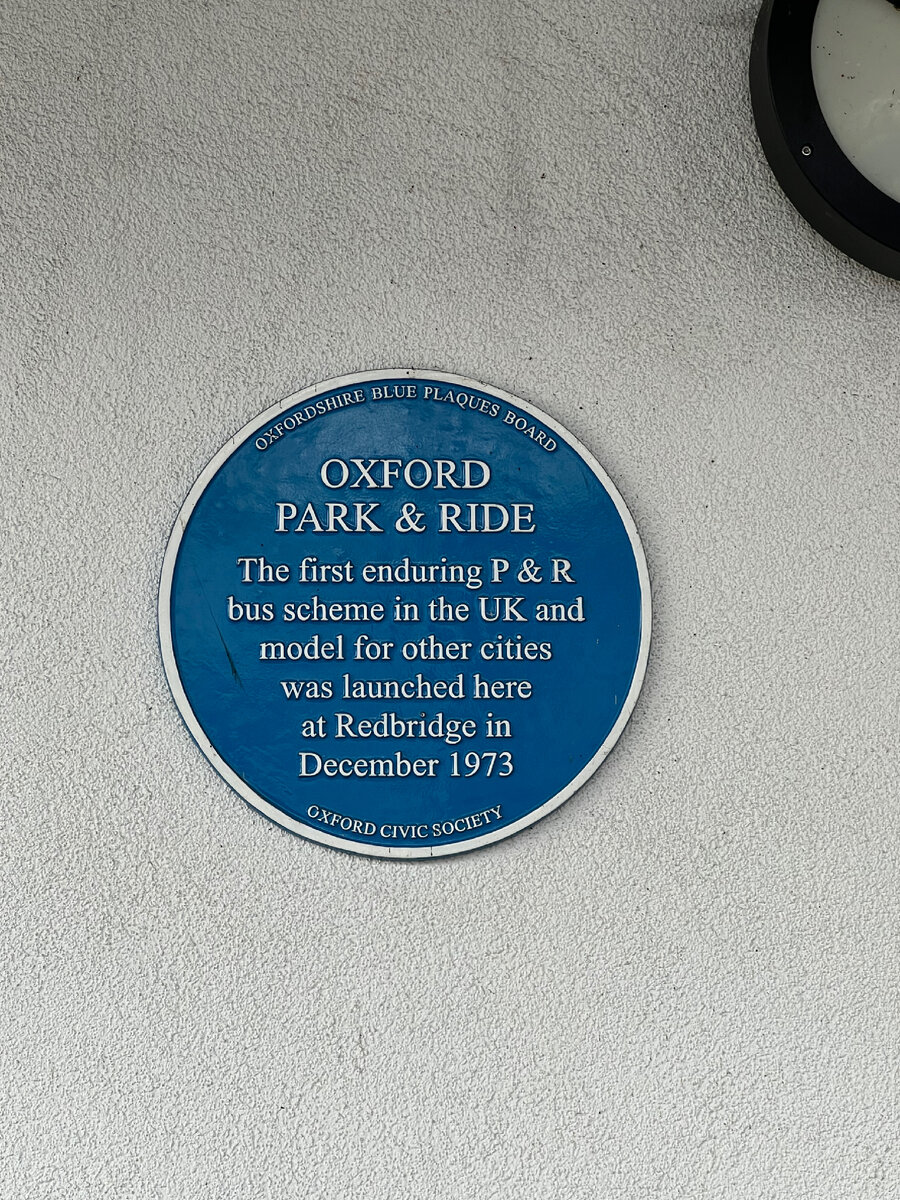 OXFORDSHIRE BLUE PLAQUES BOARD
OXFORD
PARK & RIDE
The first enduring P & R
bus scheme in the UK and
model for other cities
was launched here
at Redbridge in
December 1973
OXFORD CIVIC SOCIETY